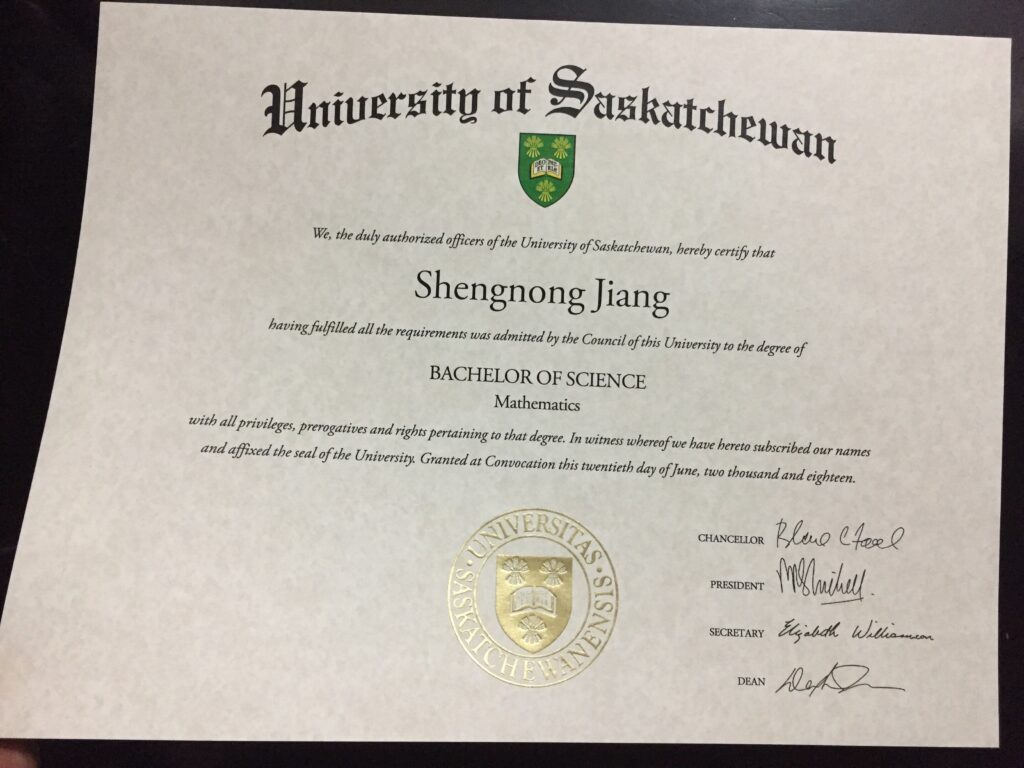 University of Saskatchewan
DEO ET PAT RIÆ
We, the duly authorized officers of the University of Saskatchewan, hereby certify that
Shengnong Jiang
having fulfilled all the requirements was admitted by the Council of this University to the degree of
BACHELOR OF SCIENCE
Mathematics
with all privileges, prerogatives and rights pertaining to that degree. In witness whereof we have hereto subscribed our names
and affixed the seal of the University. Granted at Convocation this twentieth day of June, two thousand and eighteen.
UNIVERSITAS · SASKATCHEWANENSIS ·
CHANCELLOR
PRESIDENT
SECRETARY Elizabeth Williamson
DEAN